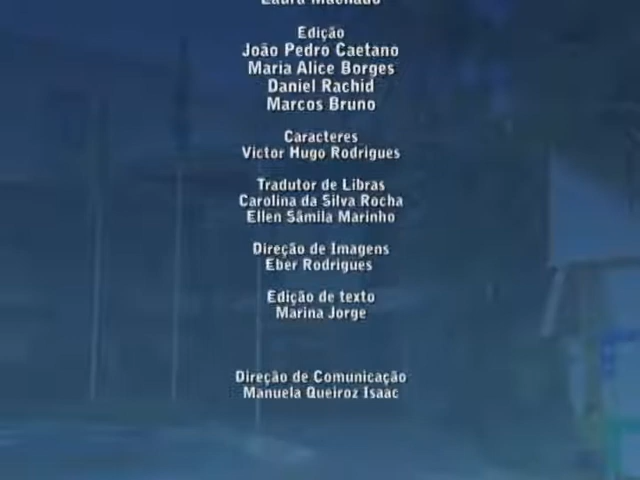 Laura Machado
Edição
João Pedro Caetano
Maria Alice Borges
Daniel Rachid
Marcos Bruno
Caracteres
Victor Hugo Rodrigues
Tradutor de Libras
Carolina da Silva Rocha
Ellen Sâmila Marinho
Direção de Imagens
Eber Rodrigues
Edição de texto
Marina Jorge
Direção de Comunicação
Manuela Queiroz Isaac